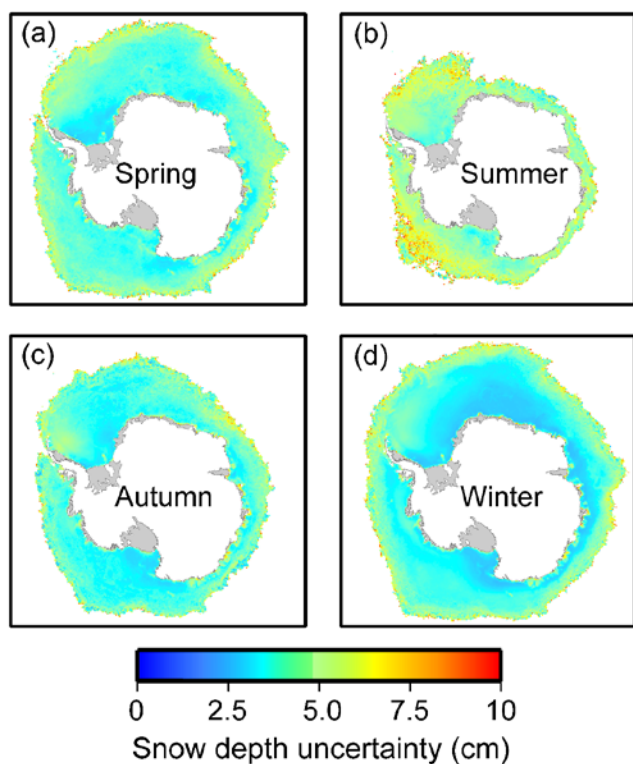 (a)
Spring
(b)
Summer
(c)
Autumn
(d)
Winter
0 2.5 5.0 7.5 10
Snow depth uncertainty (cm)